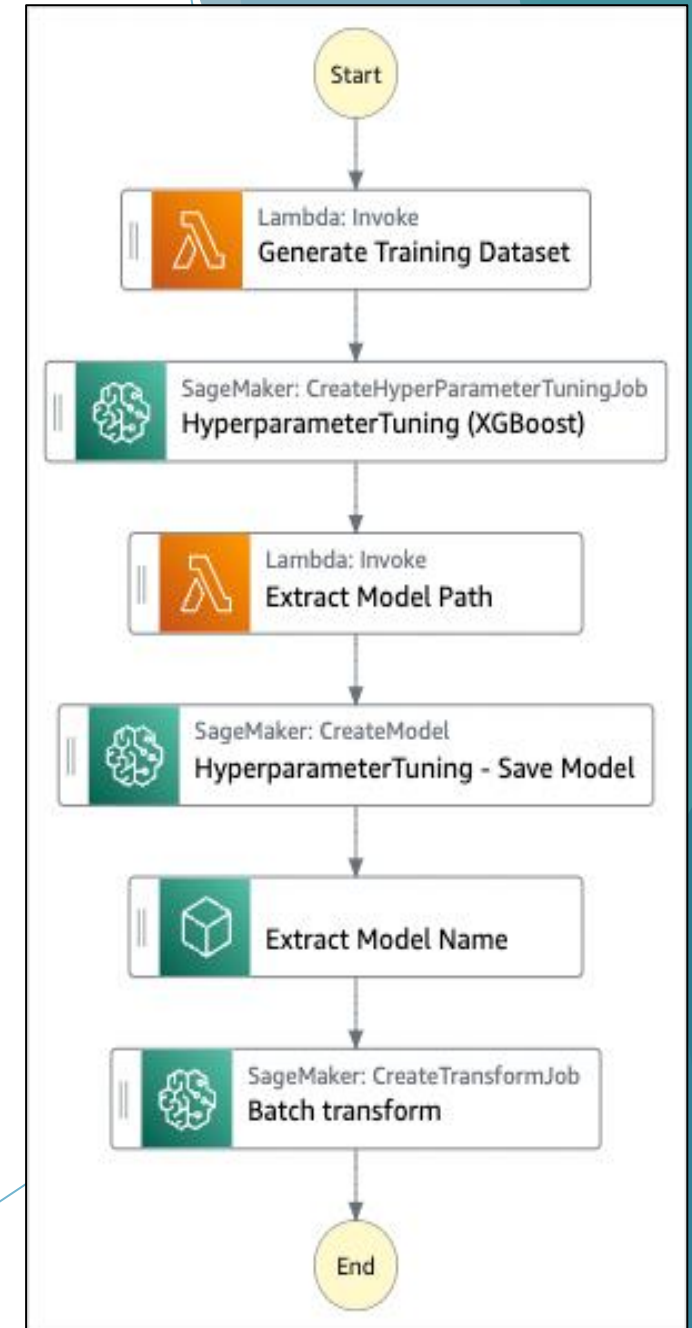 Start
Lambda: Invoke
Generate Training Dataset
SageMaker: CreateHyperParameterTuningJob
HyperparameterTuning (XGBoost)
Lambda: Invoke
Extract Model Path
SageMaker: CreateModel
HyperparameterTuning - Save Model
Extract Model Name
SageMaker: CreateTransformJob
Batch transform
End